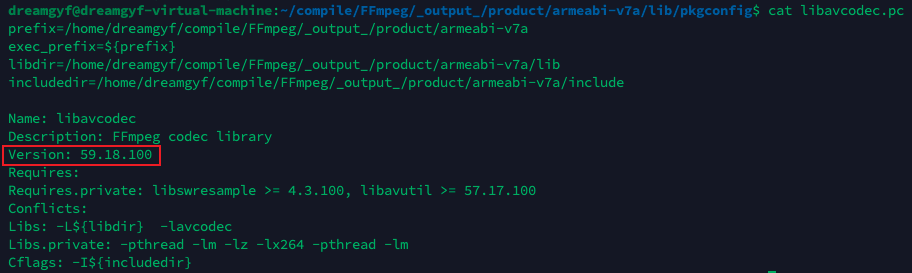 dreamgyf@dreamgyf-virtual-machine:~/compile/FFmpeg/_output_/product/armeabi-v7a/lib/pkgconfig$ cat libavcodec.pc
prefix=/home/dreamgyf/compile/FFmpeg/_output_/product/armeabi-v7a
exec_prefix=${prefix}
libdir=/home/dreamgyf/compile/FFmpeg/_output_/product/armeabi-v7a/lib
includedir=/home/dreamgyf/compile/FFmpeg/_output_/product/armeabi-v7a/include

Name: libavcodec
Description: FFmpeg codec library
Version: 59.18.100
Requires:
Requires.private: libswresample >= 4.3.100, libavutil >= 57.17.100
Conflicts:
Libs: -L${libdir}  -lavcodec
Libs.private: -pthread -lm -lz -lx264 -pthread -lm
Cflags: -I${includedir}